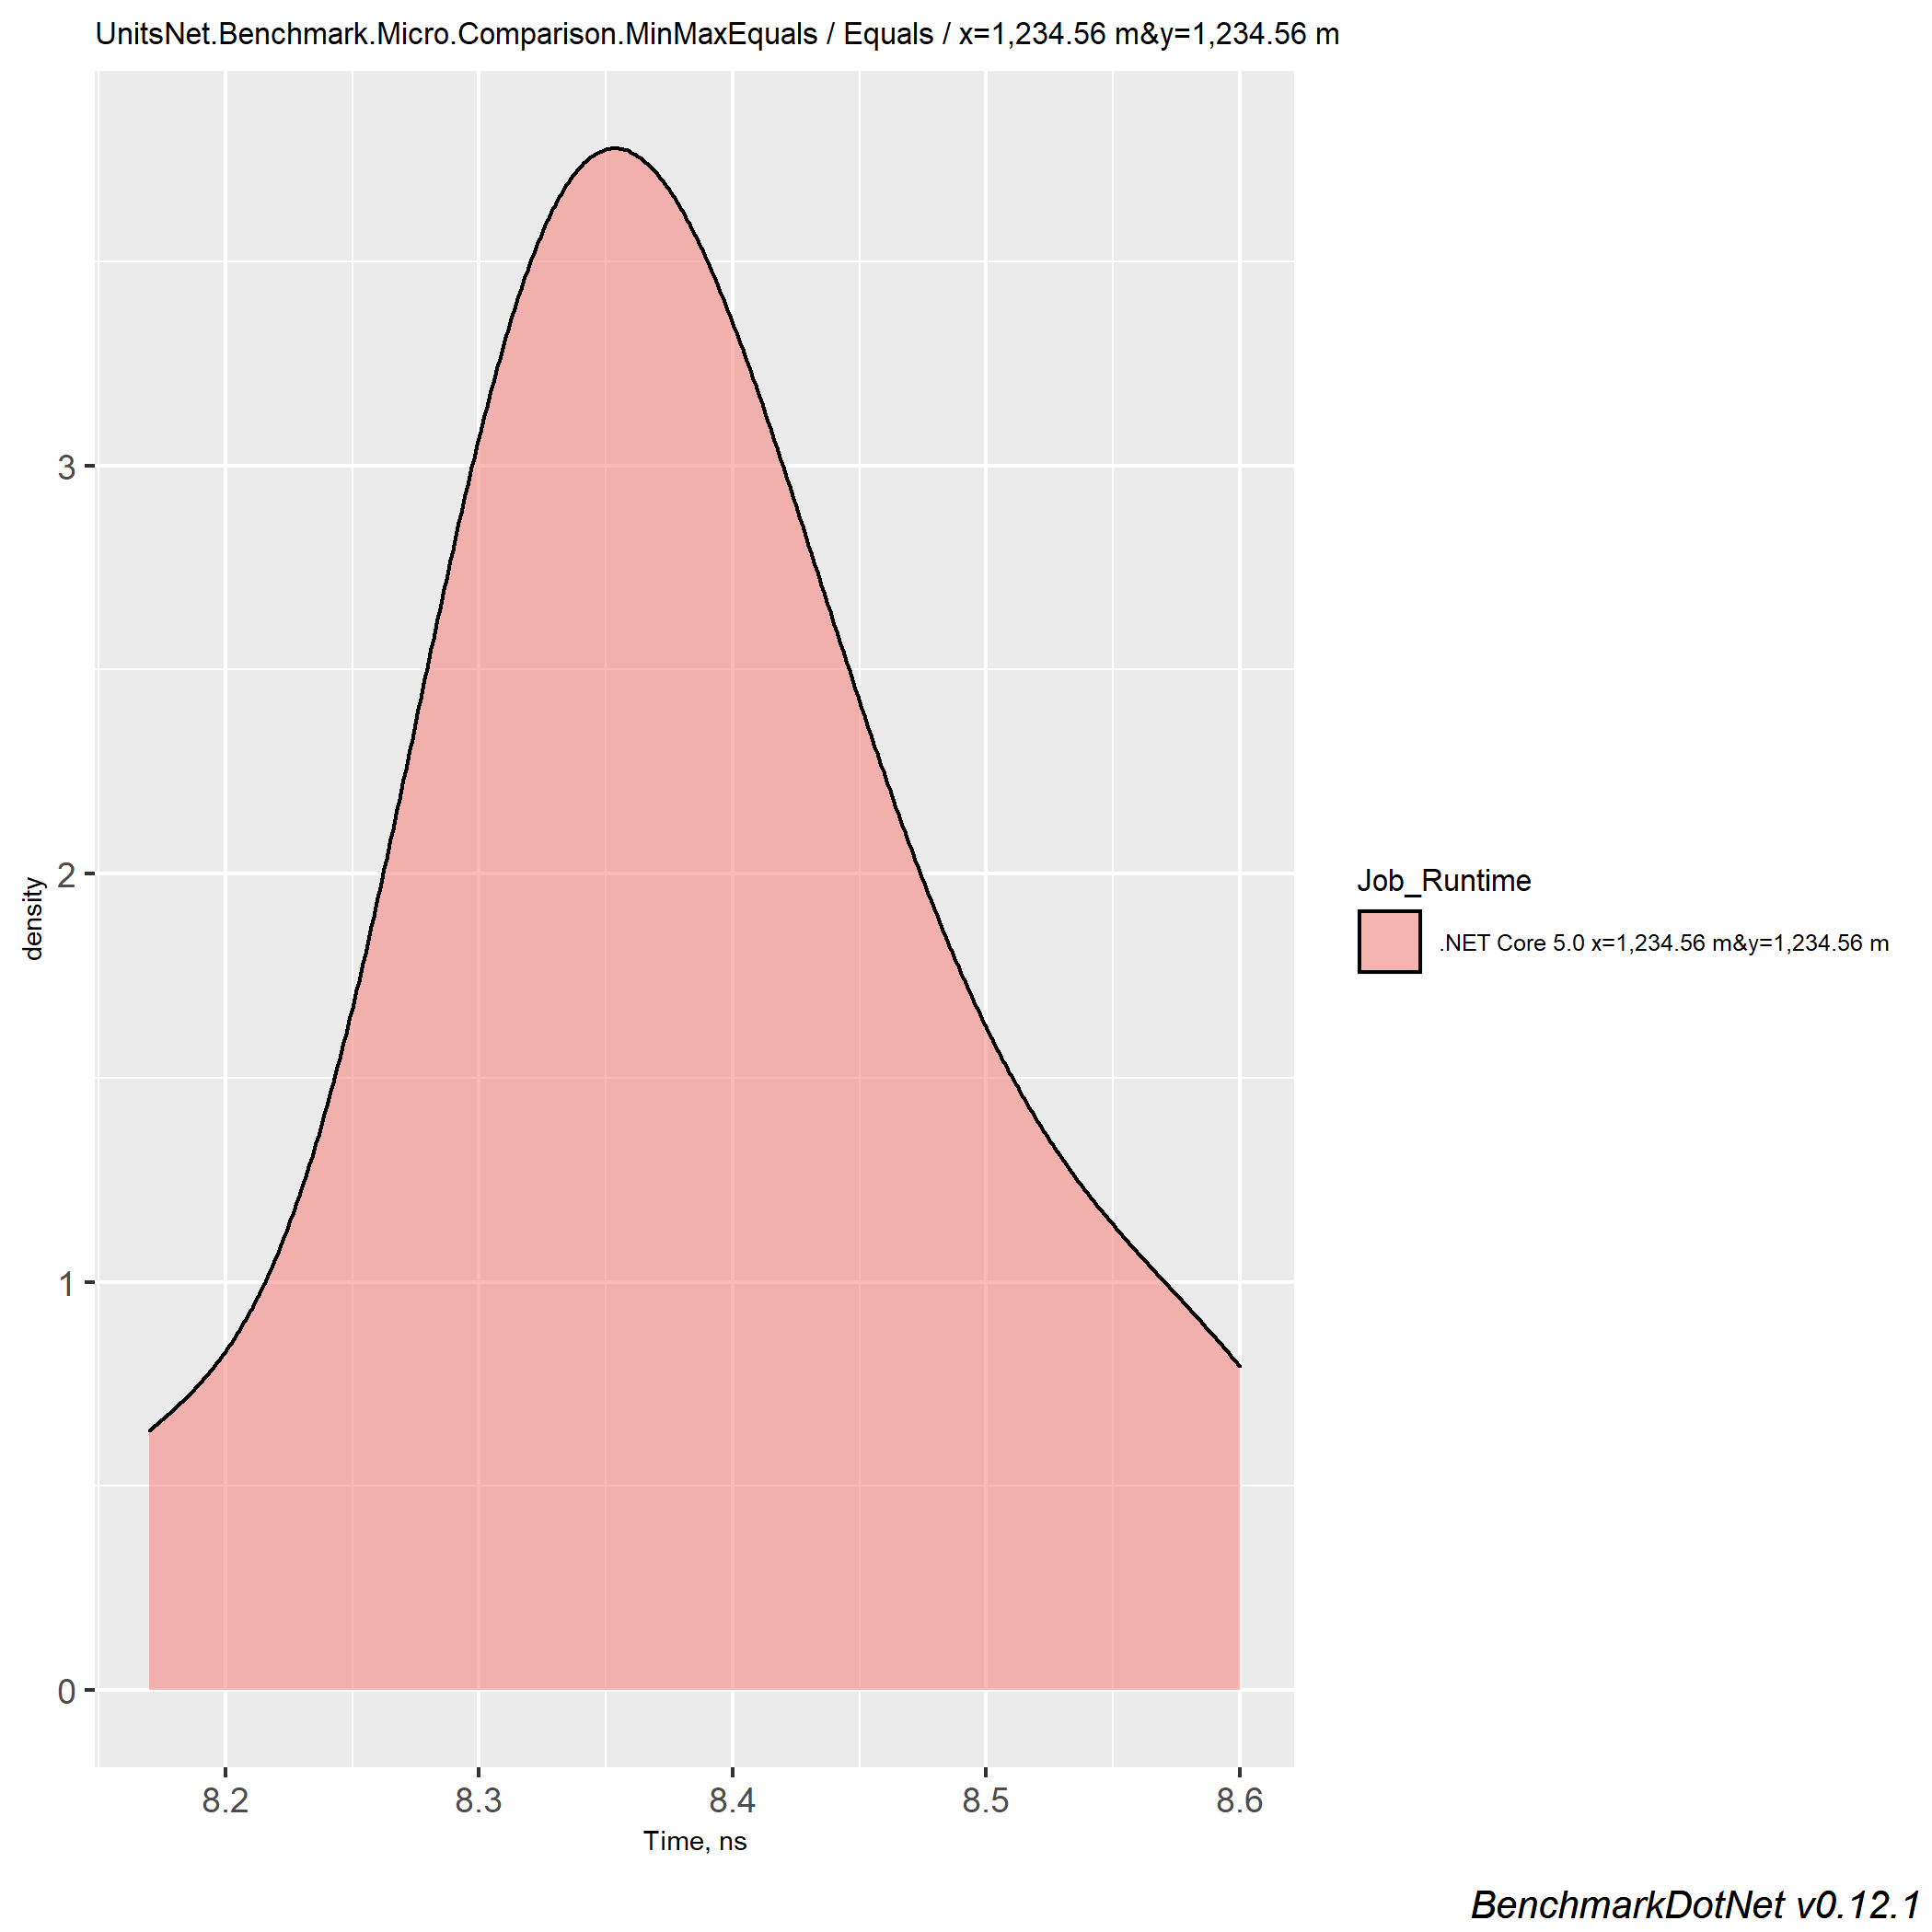 UnitsNet.Benchmark.Micro.Comparison.MinMaxEquals / Equals / x=1,234.56 m&y=1,234.56 m
3
2
1
0
density
8.2 8.3 8.4 8.5 8.6
Time, ns
Job_Runtime
.NET Core 5.0 x=1,234.56 m&y=1,234.56 m
BenchmarkDotNet v0.12.1